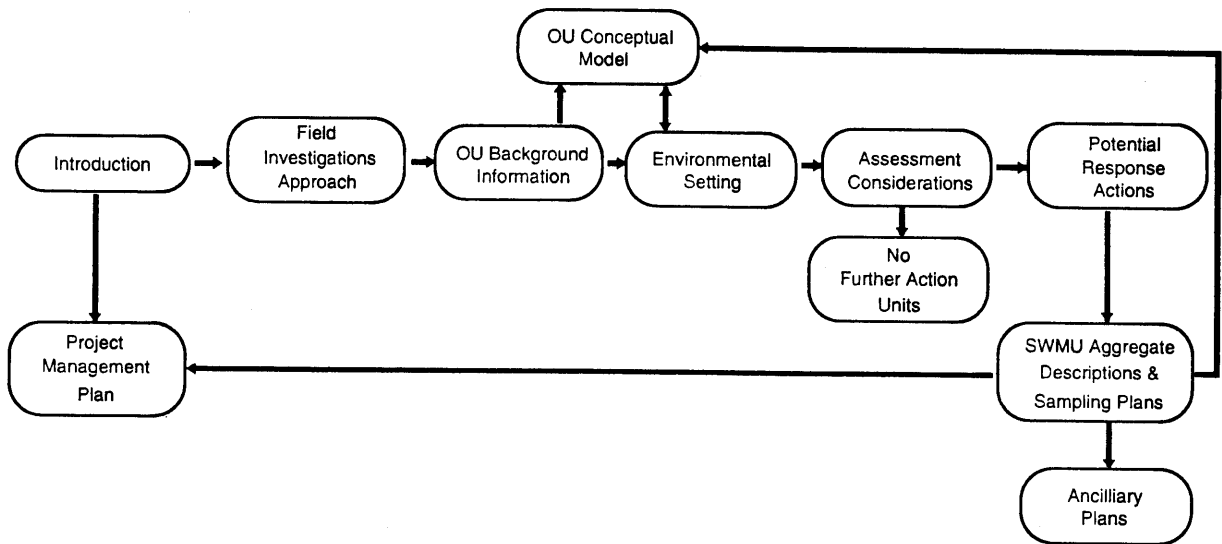 OU Conceptual
Model
Introduction
Field
Investigations
Approach
OU Background
Information
Environmental
Setting
Assessment
Considerations
Potential
Response
Actions
No
Further Action
Units
Project
Management
Plan
SWMU Aggregate
Descriptions &
Sampling Plans
Ancilliary
Plans